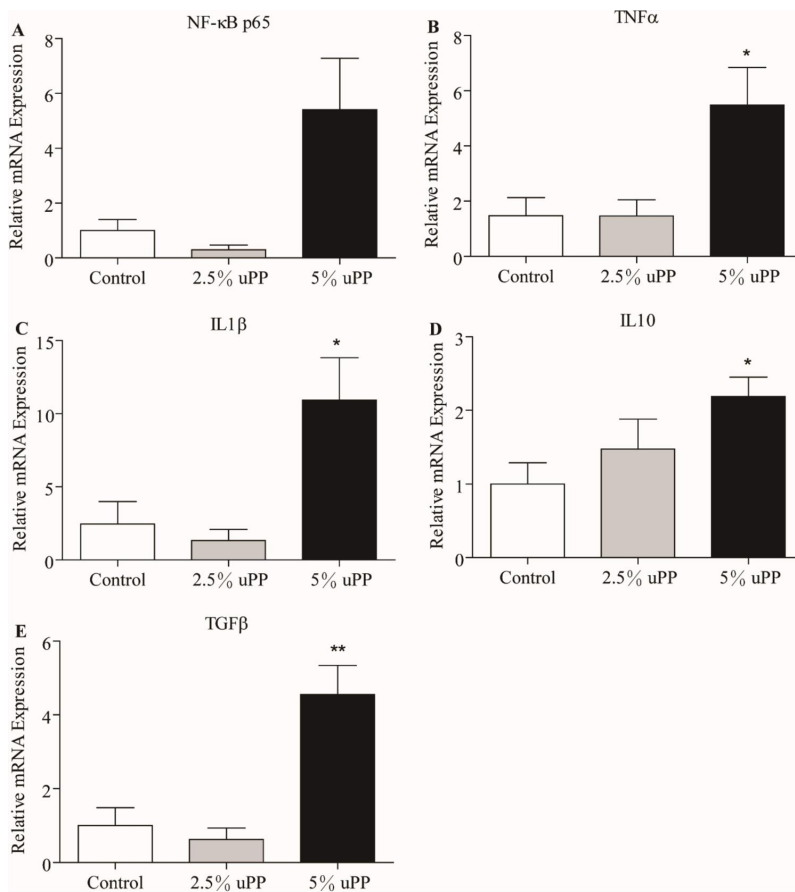 A
NF-κB p65
Relative mRNA Expression
8
6
4
2
0
Control
2.5% uPP
5% uPP
B
TNFα
Relative mRNA Expression
8
6
4
2
0
*
Control
2.5% uPP
5% uPP
C
IL1β
Relative mRNA Expression
15
10
5
0
*
Control
2.5% uPP
5% uPP
D
IL10
Relative mRNA Expression
3
2
1
0
*
Control
2.5% uPP
5% uPP
E
TGFβ
Relative mRNA Expression
6
4
2
0
**
Control
2.5% uPP
5% uPP